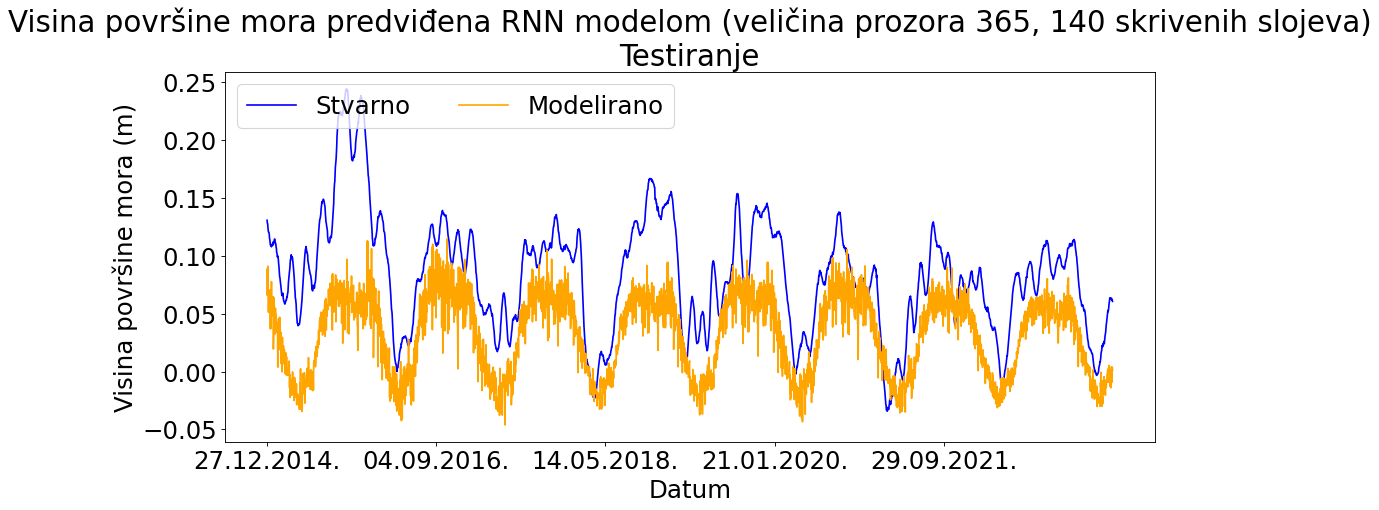 Visina površine mora predviđena RNN modelom (veličina prozora 365, 140 skrivenih slojeva)
Testiranje
Stvarno
Modelirano
Visina površine mora (m)
0.25
0.20
0.15
0.10
0.05
0.00
−0.05
27.12.2014.
04.09.2016.
14.05.2018.
21.01.2020.
29.09.2021.
Datum